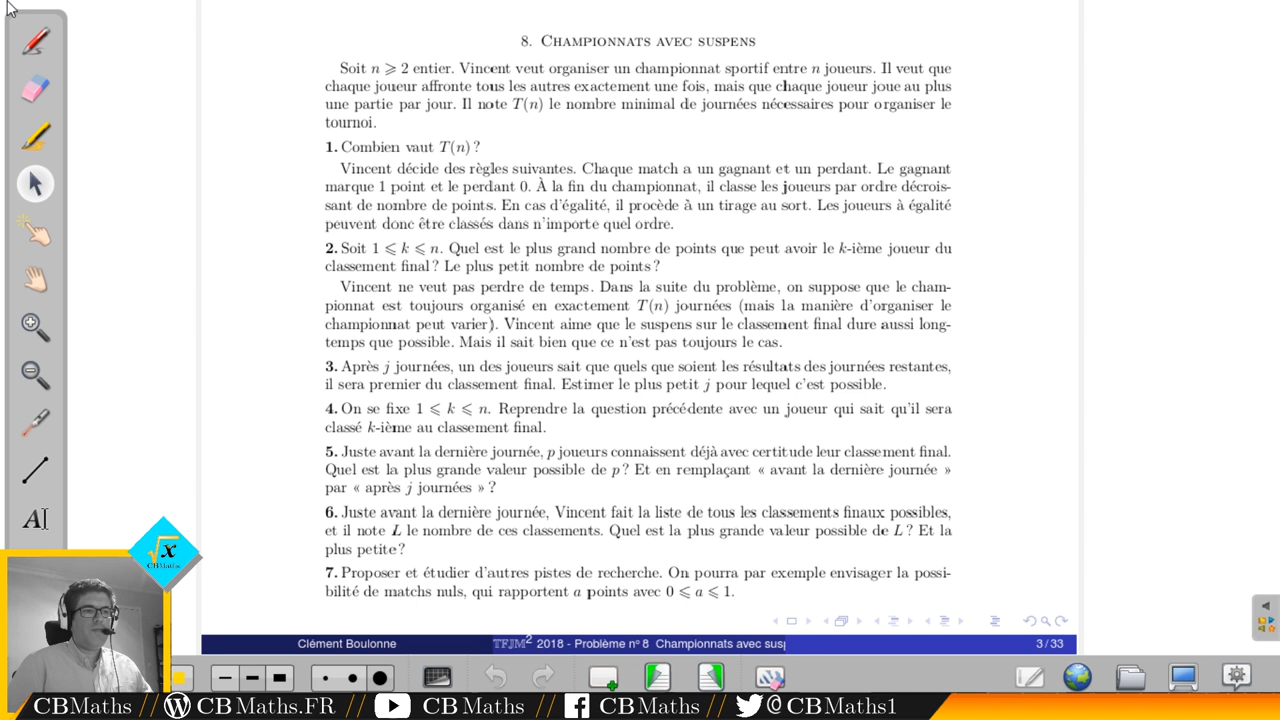 8. Championnats avec suspens
Soit n ⩾ 2 entier. Vincent veut organiser un championnat sportif entre n joueurs. Il veut que
chaque joueur affronte tous les autres exactement une fois, mais que chaque joueur joue au plus
une partie par jour. Il note T(n) le nombre minimal de journées nécessaires pour organiser le
tournoi.
1. Combien vaut T(n) ?
Vincent décide des règles suivantes. Chaque match a un gagnant et un perdant. Le gagnant
marque 1 point et le perdant 0. À la fin du championnat, il classe les joueurs par ordre décrois-
sant de nombre de points. En cas d'égalité, il procède à un tirage au sort. Les joueurs à égalité
peuvent donc être classés dans n'importe quel ordre.
2. Soit 1 ⩽ k ⩽ n. Quel est le plus grand nombre de points que peut avoir le k-ième joueur du
classement final ? Le plus petit nombre de points ?
Vincent ne veut pas perdre de temps. Dans la suite du problème, on suppose que le cham-
pionnat est toujours organisé en exactement T(n) journées (mais la manière d'organiser le
championnat peut varier). Vincent aime que le suspens sur le classement final dure aussi long-
temps que possible. Mais il sait bien que ce n'est pas toujours le cas.
3. Après j journées, un des joueurs sait que quels que soient les résultats des journées restantes,
il sera premier du classement final. Estimer le plus petit j pour lequel c'est possible.
4. On se fixe 1 ⩽ k ⩽ n. Reprendre la question précédente avec un joueur qui sait qu'il sera
classé k-ième au classement final.
5. Juste avant la dernière journée, p joueurs connaissent déjà avec certitude leur classement final.
Quel est la plus grande valeur possible de p ? Et en remplaçant « avant la dernière journée »
par « après j journées » ?
6. Juste avant la dernière journée, Vincent fait la liste de tous les classements finaux possibles,
et il note L le nombre de ces classements. Quel est la plus grande valeur possible de L ? Et la
plus petite ?
7. Proposer et étudier d'autres pistes de recherche. On pourra par exemple envisager la possi-
bilité de matchs nuls, qui rapportent a points avec 0 ⩽ a ⩽ 1.
AI
√x
CBMaths
Clément Boulonne
TFJM² 2018 - Problème nº 8 Championnats avec susp
3 / 33
CBMaths // CBMaths.FR // CBMaths // CBMaths // @CBMaths1